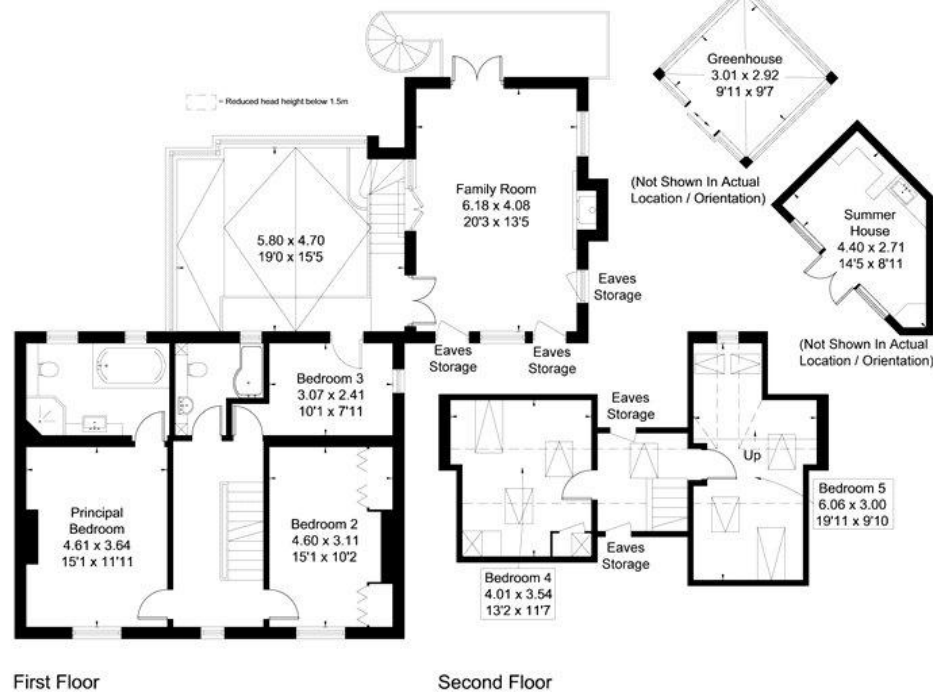 Greenhouse
3.01 x 2.92
9'11 x 9'7
= Reduced head height below 1.5m
(Not Shown In Actual
Location / Orientation)
Family Room
6.18 x 4.08
20'3 x 13'5
Summer
House
4.40 x 2.71
14'5 x 8'11
5.80 x 4.70
19'0 x 15'5
Eaves
Storage
(Not Shown In Actual
Location / Orientation)
Eaves
Storage
Eaves
Storage
Bedroom 3
3.07 x 2.41
10'1 x 7'11
Eaves
Storage
Up
Principal
Bedroom
4.61 x 3.64
15'1 x 11'11
Bedroom 2
4.60 x 3.11
15'1 x 10'2
Bedroom 5
6.06 x 3.00
19'11 x 9'10
Eaves
Storage
Bedroom 4
4.01 x 3.54
13'2 x 11'7
First Floor
Second Floor